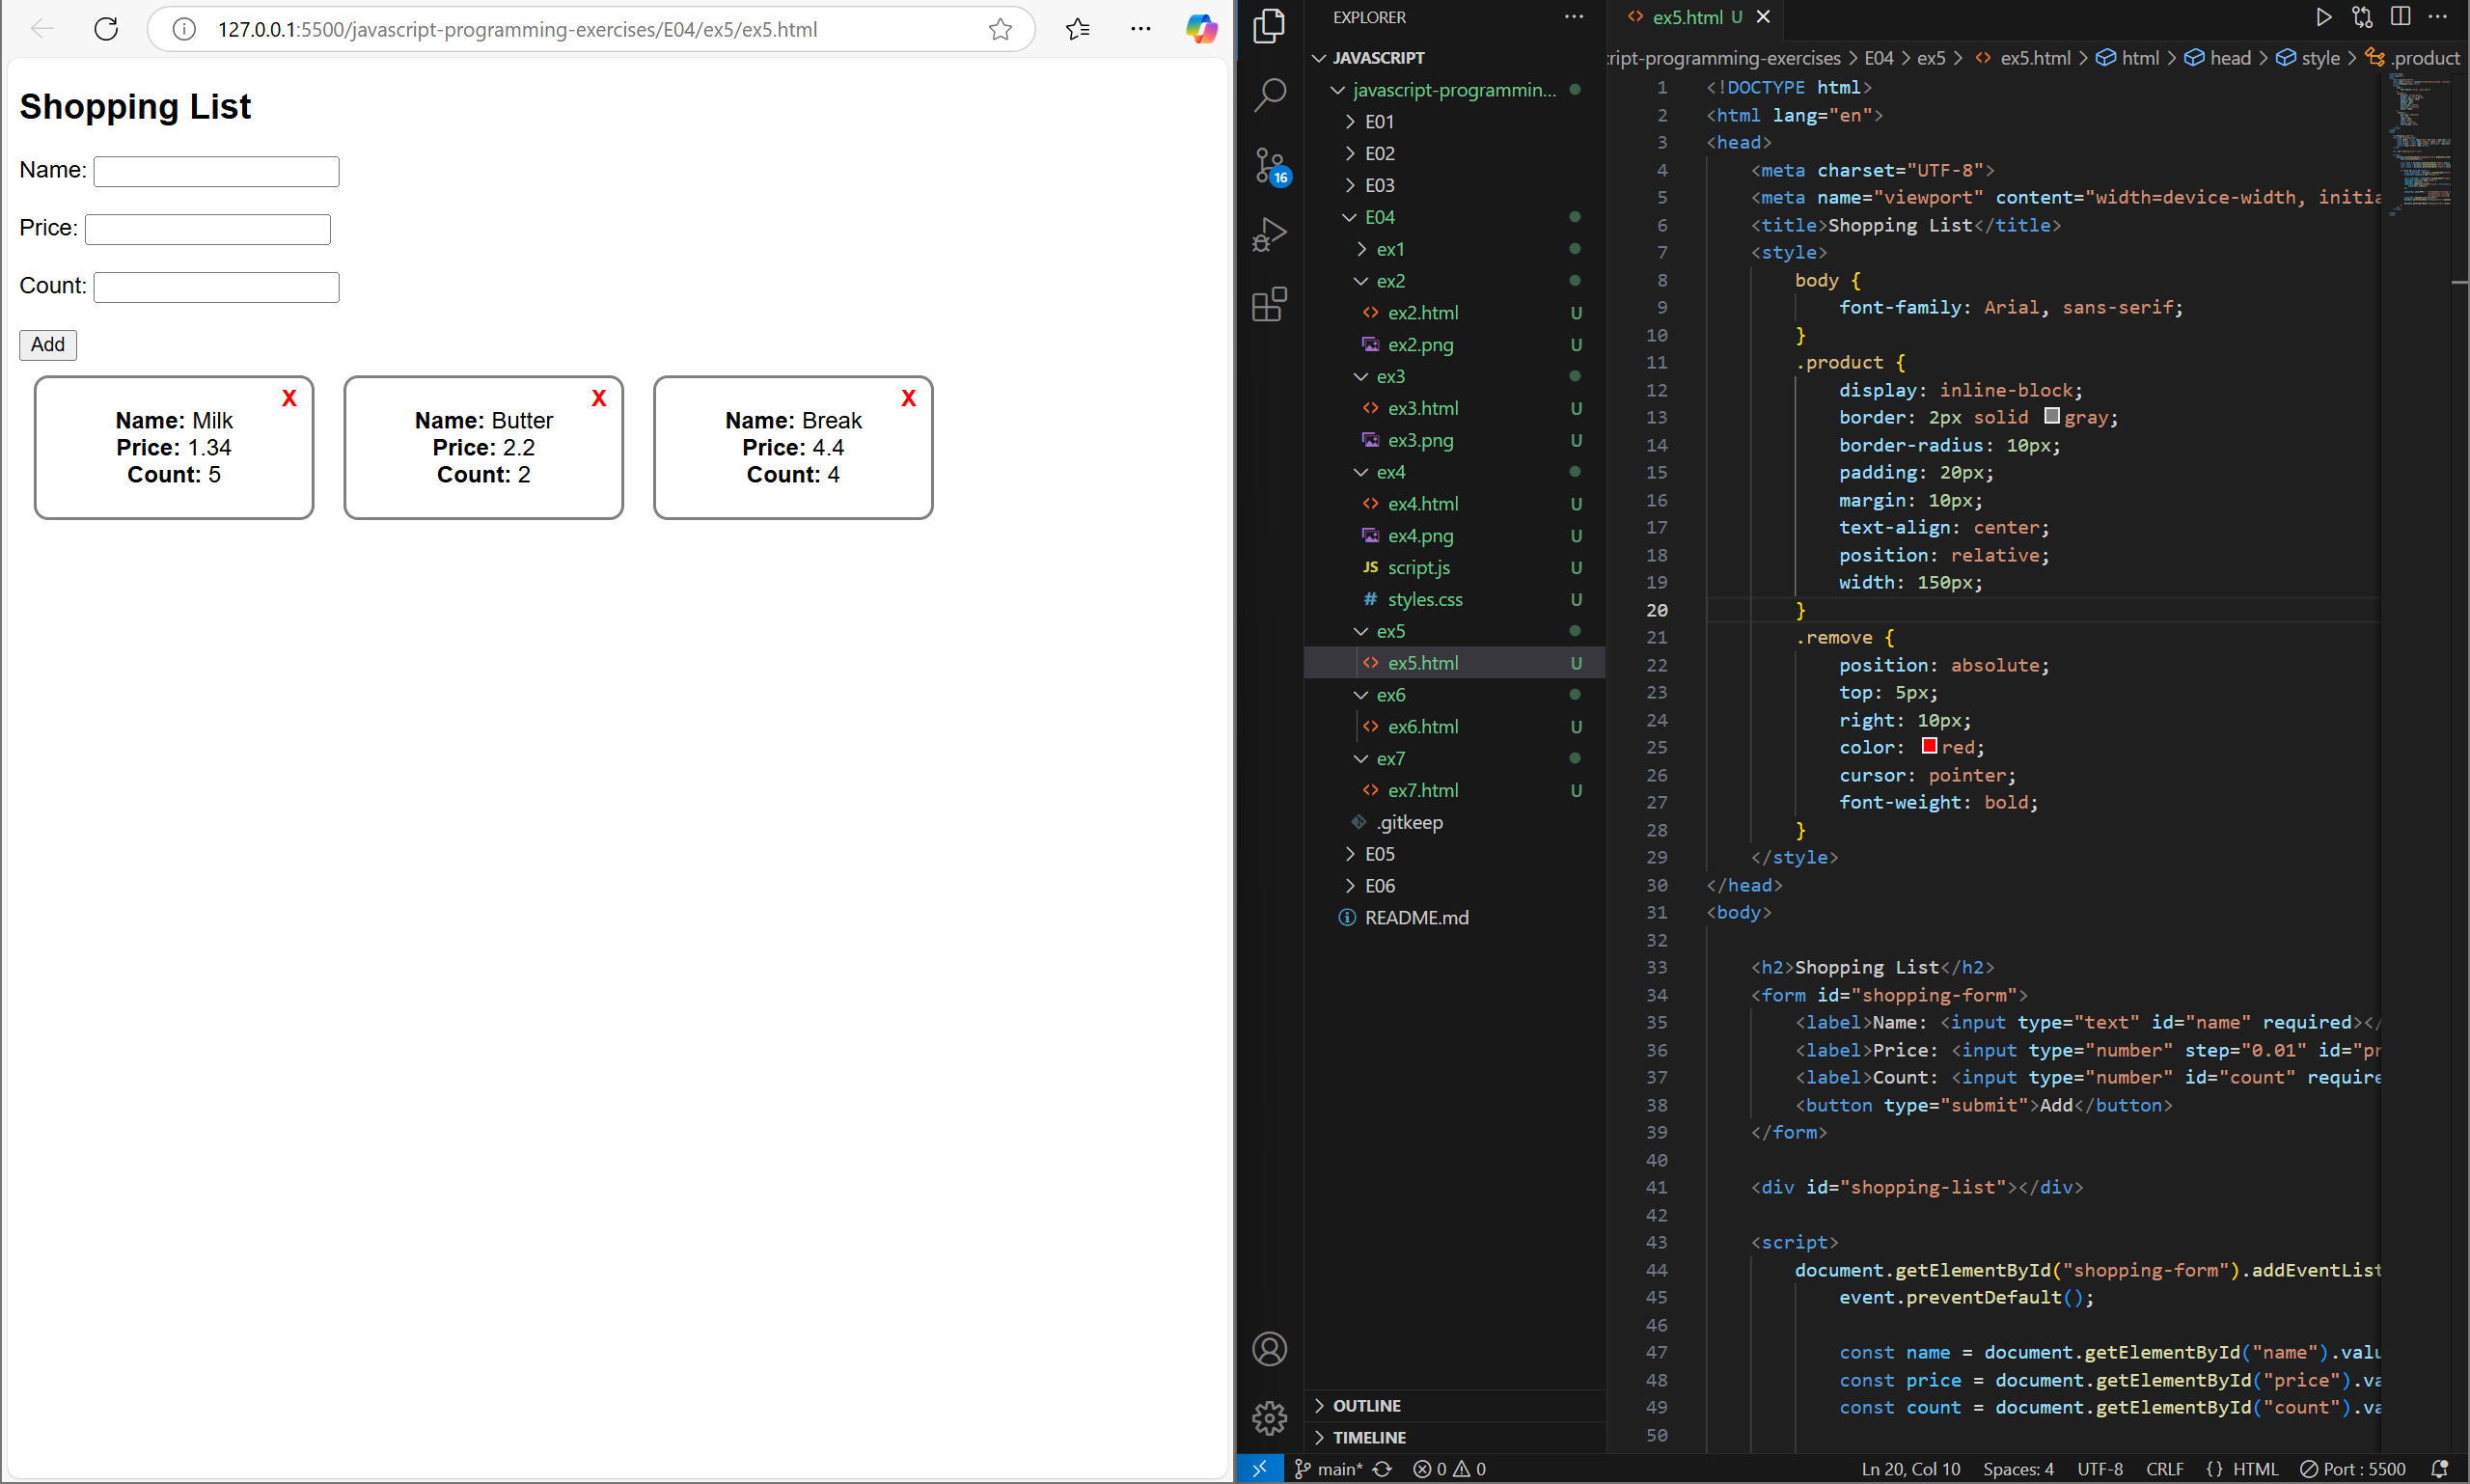 127.0.0.1:5500/javascript-programming-exercises/E04/ex5/ex5.html
Shopping List
Name:
Price:
Count:
Add
X
Name: Milk
Price: 1.34
Count: 5
X
Name: Butter
Price: 2.2
Count: 2
X
Name: Break
Price: 4.4
Count: 4
16
EXPLORER
JAVASCRIPT
javascript-programmin...
E01
E02
E03
E04
ex1
ex2
ex2.html U
ex2.png U
ex3
ex3.html U
ex3.png U
ex4
ex4.html U
ex4.png U
JS script.js U
# styles.css U
ex5
ex5.html U
ex6
ex6.html U
ex7
ex7.html U
.gitkeep
E05
E06
README.md
OUTLINE
TIMELINE
ex5.html U
ript-programming-exercises > E04 > ex5 > ex5.html > html > head > style > .product
1 <!DOCTYPE html>
2 <html lang="en">
3 <head>
4 <meta charset="UTF-8">
5 <meta name="viewport" content="width=device-width, initia
6 <title>Shopping List</title>
7 <style>
8 body {
9 font-family: Arial, sans-serif;
10 }
11 .product {
12 display: inline-block;
13 border: 2px solid gray;
14 border-radius: 10px;
15 padding: 20px;
16 margin: 10px;
17 text-align: center;
18 position: relative;
19 width: 150px;
20 }
21 .remove {
22 position: absolute;
23 top: 5px;
24 right: 10px;
25 color: red;
26 cursor: pointer;
27 font-weight: bold;
28 }
29 </style>
30 </head>
31 <body>
32
33 <h2>Shopping List</h2>
34 <form id="shopping-form">
35 <label>Name: <input type="text" id="name" required></
36 <label>Price: <input type="number" step="0.01" id="pr
37 <label>Count: <input type="number" id="count" require
38 <button type="submit">Add</button>
39 </form>
40
41 <div id="shopping-list"></div>
42
43 <script>
44 document.getElementById("shopping-form").addEventList
45 event.preventDefault();
46
47 const name = document.getElementById("name").valu
48 const price = document.getElementById("price").va
49 const count = document.getElementById("count").va
50
main* 0 0
Ln 20, Col 10 Spaces: 4 UTF-8 CRLF {} HTML Port : 5500